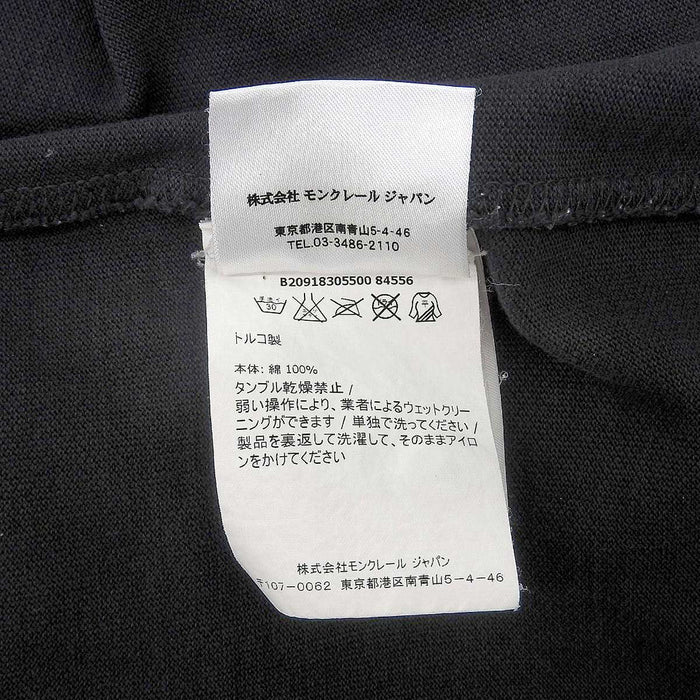 株式会社 モンクレール ジャパン
東京都港区南青山5-4-46
TEL.03-3486-2110
B20918305500 84556
30
トルコ製
本体: 綿 100%
タンブル乾燥禁止 /
弱い操作により、業者によるウェットクリー
ニングができます / 単独で洗ってください /
製品を裏返して洗濯して、そのままアイロ
ンをかけてください
株式会社モンクレール ジャパン
〒107-0062 東京都港区南青山5-4-46